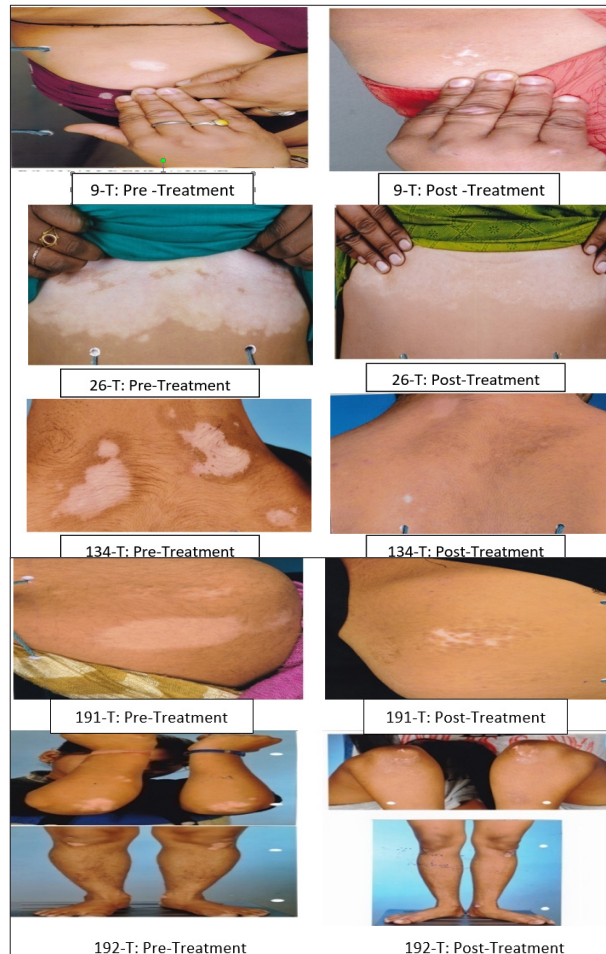 9-T: Pre -Treatment
9-T: Post -Treatment
26-T: Pre-Treatment
26-T: Post-Treatment
134-T: Pre-Treatment
134-T: Post-Treatment
191-T: Pre-Treatment
191-T: Post-Treatment
192-T: Pre-Treatment
192-T: Post-Treatment